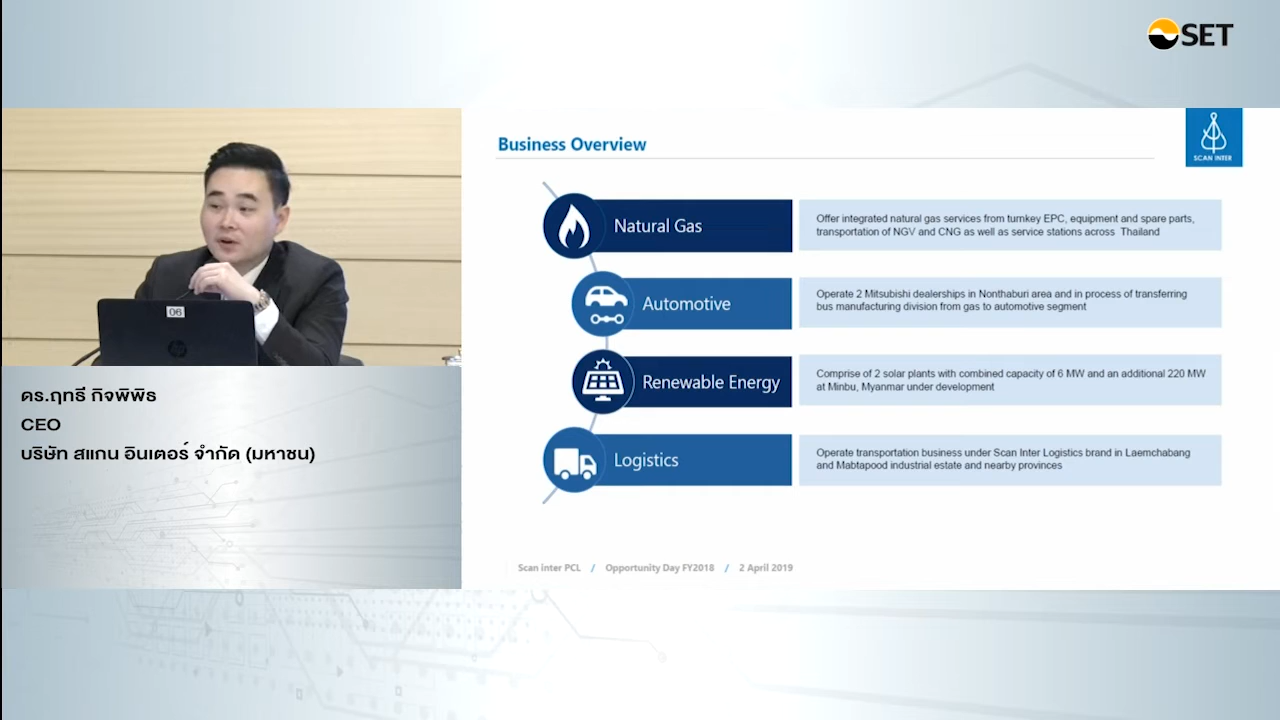 SET
Business Overview
SCAN INTER
Natural Gas
Offer integrated natural gas services from turnkey EPC, equipment and spare parts,
transportation of NGV and CNG as well as service stations across Thailand
Automotive
Operate 2 Mitsubishi dealerships in Nonthaburi area and in process of transferring
bus manufacturing division from gas to automotive segment
Renewable Energy
Comprise of 2 solar plants with combined capacity of 6 MW and an additional 220 MW
at Minbu, Myanmar under development
Logistics
Operate transportation business under Scan Inter Logistics brand in Laemchabang
and Mabtapood industrial estate and nearby provinces
Scan inter PCL / Opportunity Day FY2018 / 2 April 2019
06
hp
ดร.ฤทธี กิจพิพิธ
CEO
บริษัท สแกน อินเตอร์ จำกัด (มหาชน)